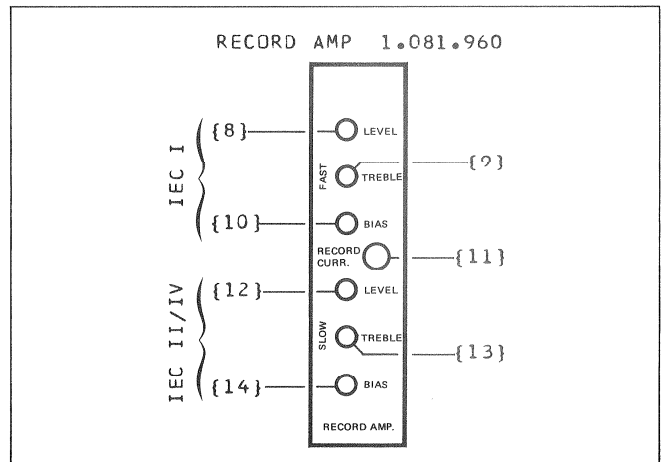 RECORD AMP 1.081.960
IEC I
{8}
LEVEL
FAST
TREBLE
{9}
{10}
BIAS
RECORD
CURR.
{11}
IEC II/IV
{12}
LEVEL
SLOW
TREBLE
{13}
{14}
BIAS
RECORD AMP.